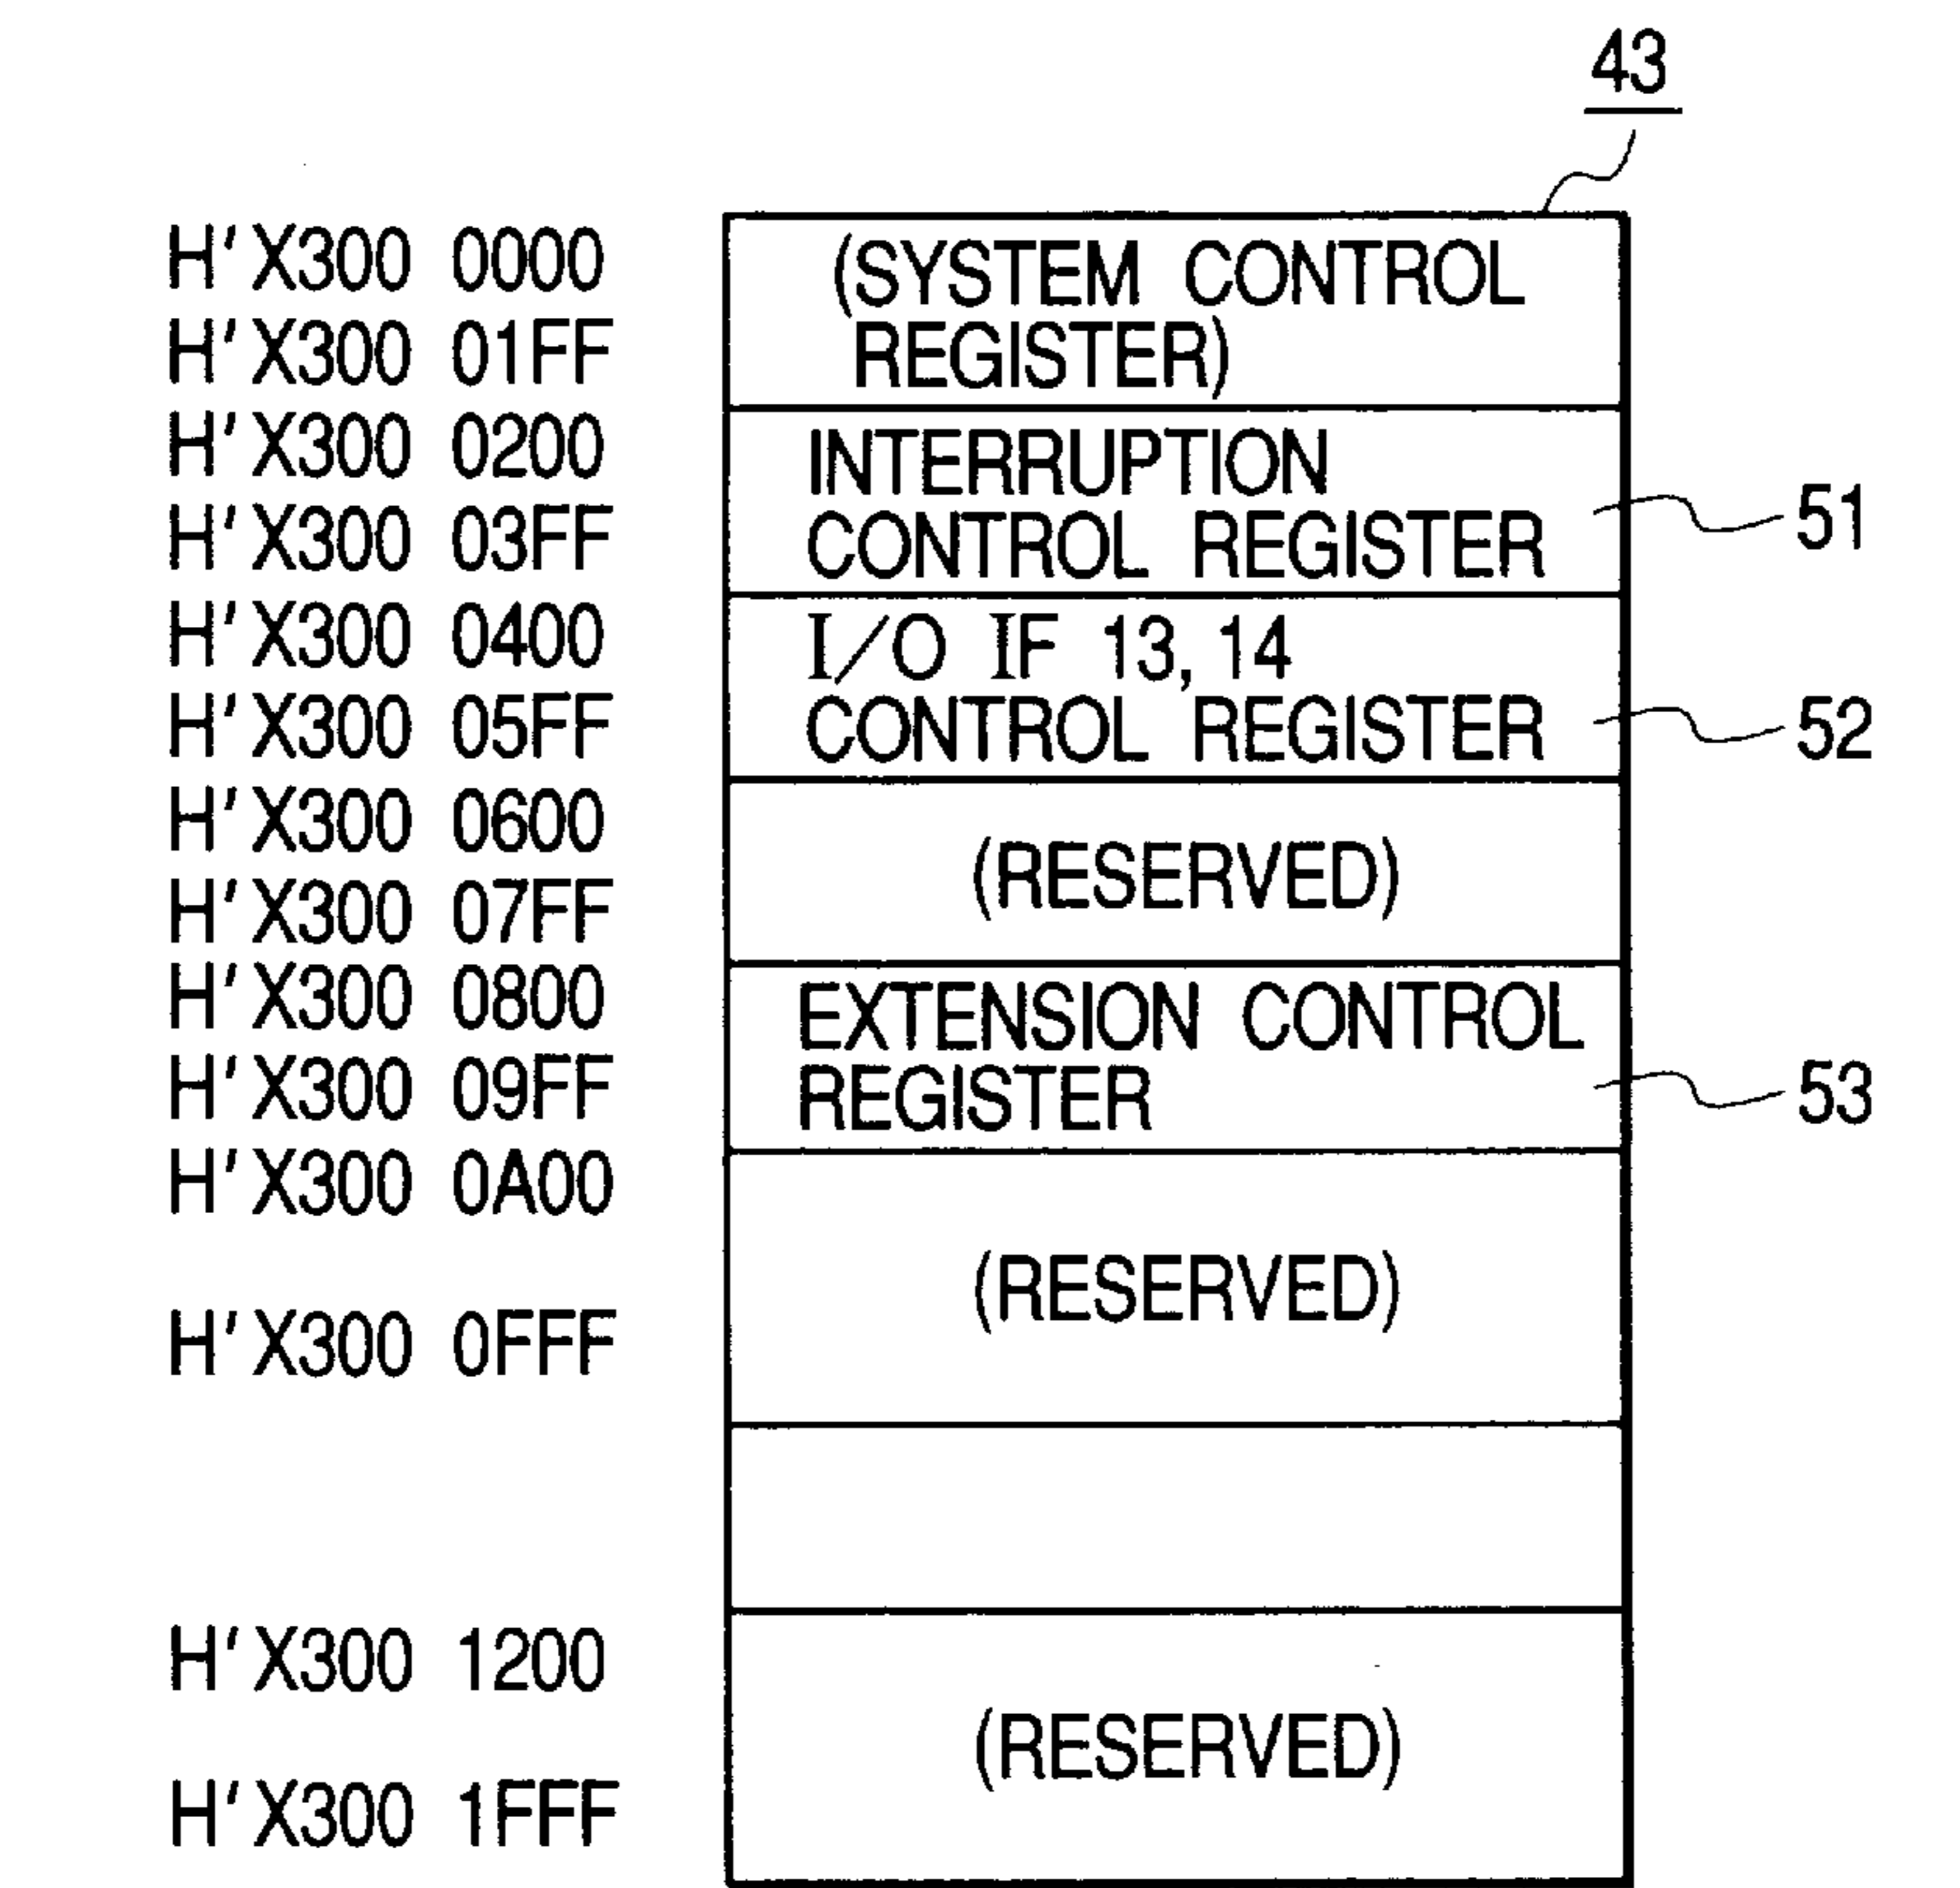 43
H'X300 0000
(SYSTEM CONTROL
H'X300 01FF
REGISTER)
H'X300 0200
INTERRUPTION
H'X300 03FF
CONTROL REGISTER
51
H'X300 0400
I/O IF 13, 14
H'X300 05FF
CONTROL REGISTER
52
H'X300 0600
(RESERVED)
H'X300 07FF
H'X300 0800
EXTENSION CONTROL
H'X300 09FF
REGISTER
53
H'X300 0A00
(RESERVED)
H'X300 0FFF
H'X300 1200
(RESERVED)
H'X300 1FFF